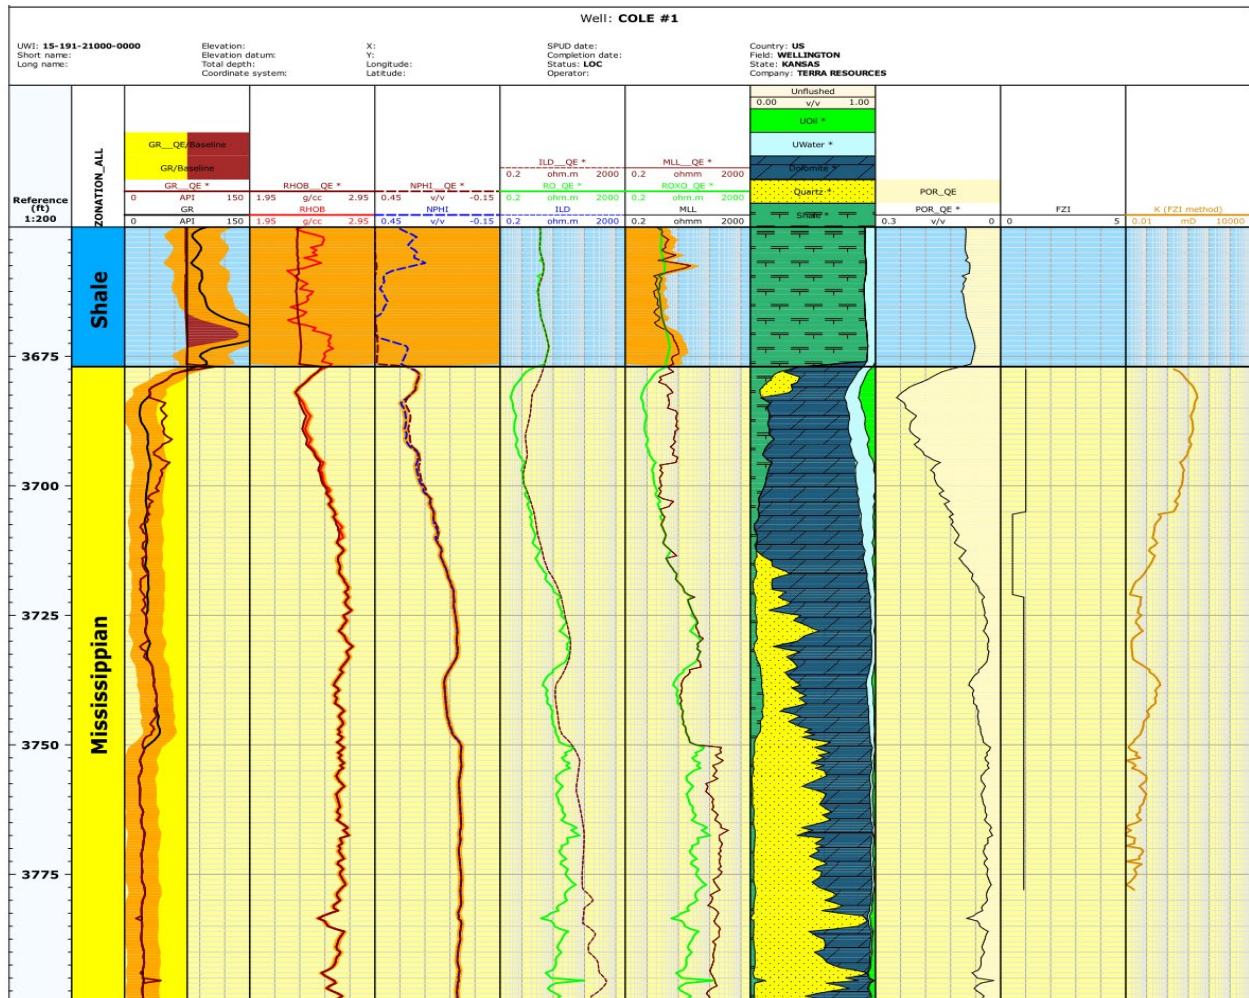 Well: COLE #1
UWI: 15-191-21000-0000
Short name:
Long name:
Elevation:
Elevation datum:
Total depth:
Coordinate system:
X:
Y:
Longitude:
Latitude:
SPUD date:
Completion date:
Status: LOC
Operator:
Country: US
Field: WELLINGTON
State: KANSAS
Company: TERRA RESOURCES
Reference
(ft)
1:200
ZONATION_ALL
GR__QE/Baseline
GR/Baseline
GR__QE *
0 API 150
GR
0 API 150
RHOB__QE *
1.95 g/cc 2.95
RHOB
1.95 g/cc 2.95
NPHI__QE *
0.45 v/v -0.15
NPHI
0.45 v/v -0.15
ILD__QE *
0.2 ohm.m 2000
RO_QE *
0.2 ohm.m 2000
ILD
0.2 ohm.m 2000
MLL__QE *
0.2 ohmm 2000
ROXO_QE *
0.2 ohm.m 2000
MLL
0.2 ohmm 2000
Unflushed
0.00 v/v 1.00
UOil *
UWater *
Dolomite *
Quartz *
Shale *
POR_QE
POR_QE *
0.3 v/v 0
FZI
0 5
K (FZI method)
0.01 mD 10000
Shale
Mississippian
3675
3700
3725
3750
3775